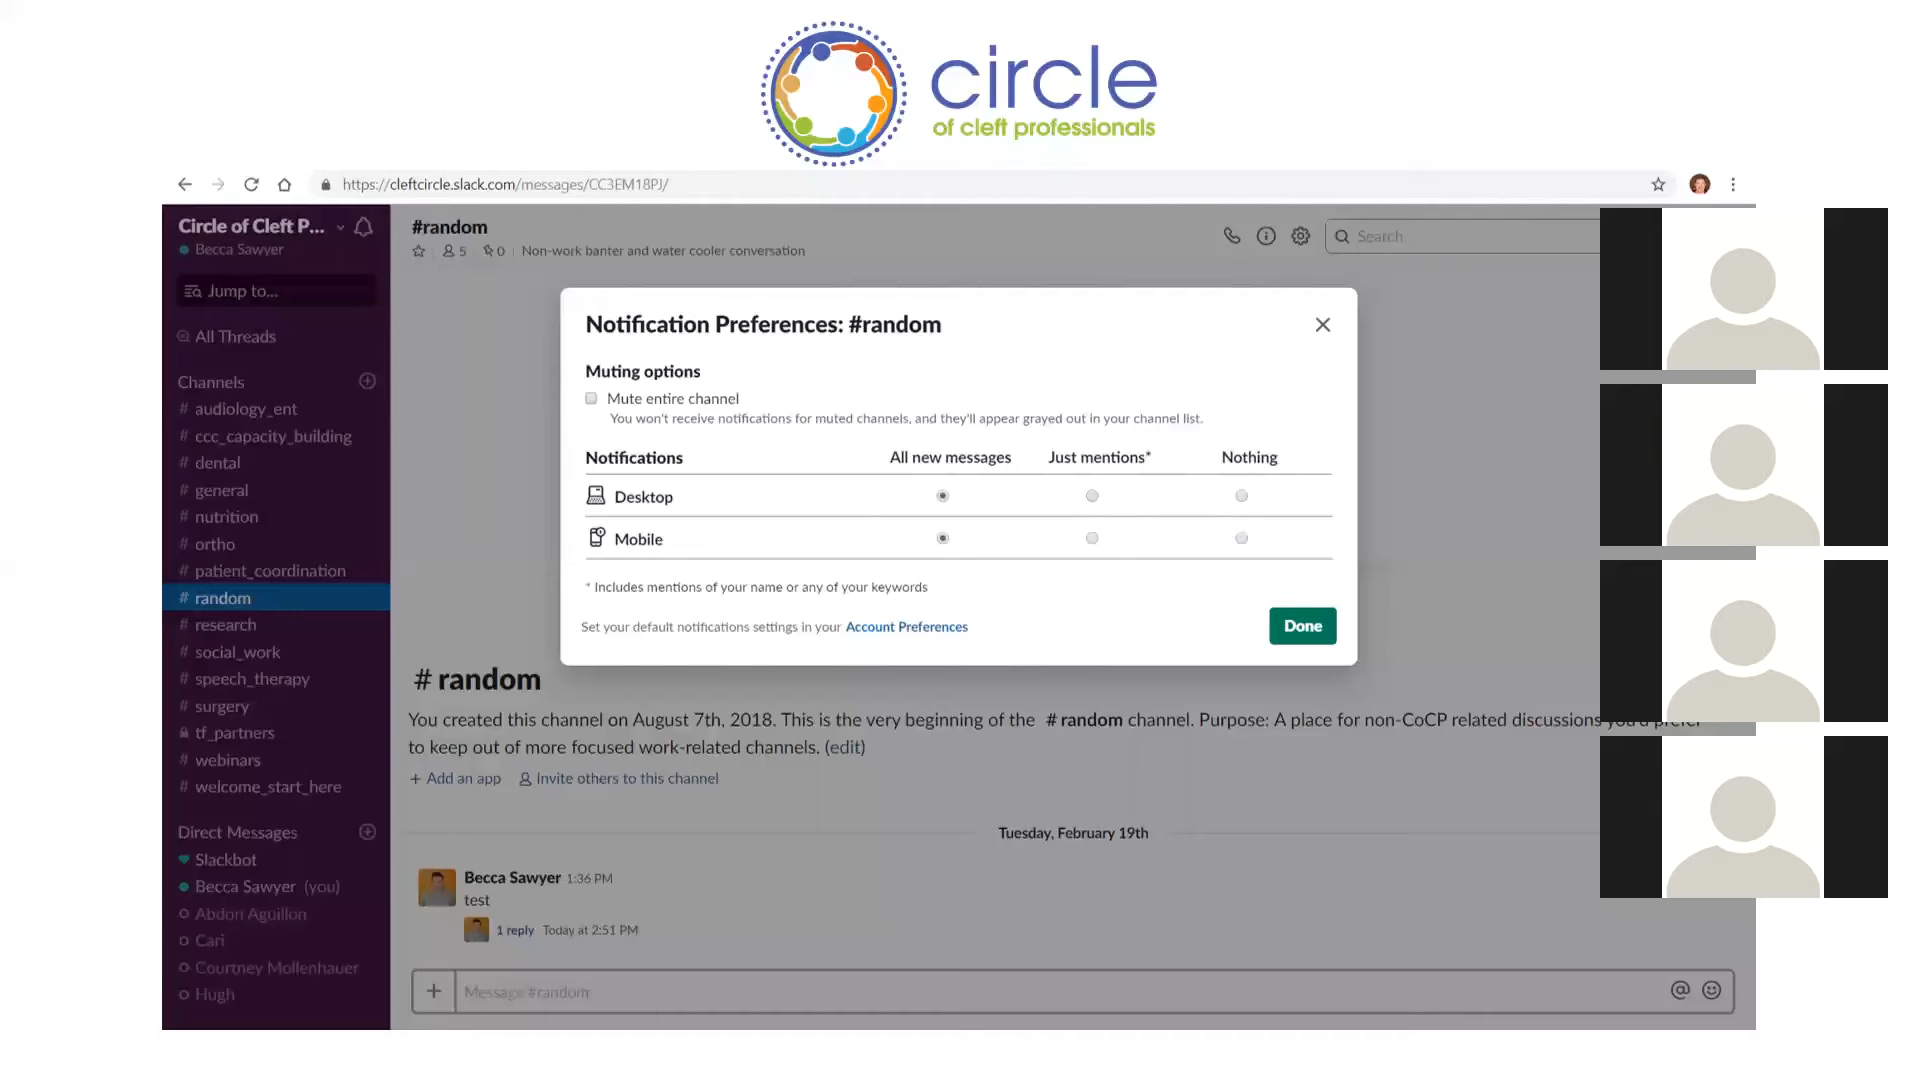 circle
of cleft professionals
https://cleftcircle.slack.com/messages/CC3EM18PJ/
Circle of Cleft P...
Becca Sawyer
Jump to...
All Threads
Channels
# audiology_ent
# ccc_capacity_building
# dental
# general
# nutrition
# ortho
# patient_coordination
# random
# research
# social_work
# speech_therapy
# surgery
tf_partners
# webinars
# welcome_start_here
Direct Messages
Slackbot
Becca Sawyer (you)
Abdon Aguillon
Cari
Courtney Mollenhauer
Hugh
#random
5 0 | Non-work banter and water cooler conversation
Search
Notification Preferences: #random
Muting options
Mute entire channel
You won't receive notifications for muted channels, and they'll appear grayed out in your channel list.
Notifications All new messages Just mentions* Nothing
Desktop
Mobile
* Includes mentions of your name or any of your keywords
Set your default notifications settings in your Account Preferences
Done
# random
You created this channel on August 7th, 2018. This is the very beginning of the # random channel. Purpose: A place for non-CoCP related discussions you'd prefer
to keep out of more focused work-related channels. (edit)
+ Add an app Invite others to this channel
Tuesday, February 19th
Becca Sawyer 1:36 PM
test
1 reply Today at 2:51 PM
+ Message #random @